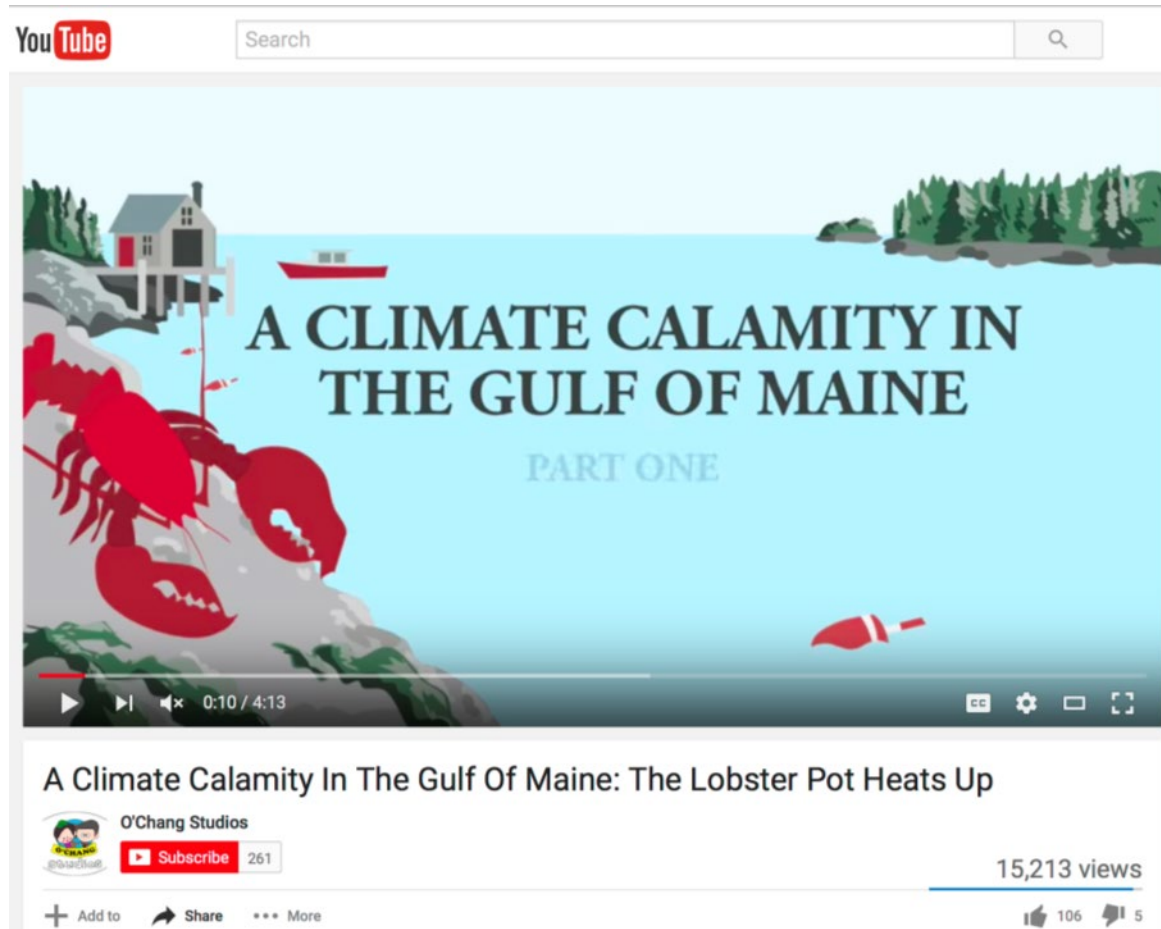 YouTube
Search
A CLIMATE CALAMITY IN
THE GULF OF MAINE
PART ONE
0:10 / 4:13
CC
A Climate Calamity In The Gulf Of Maine: The Lobster Pot Heats Up
O'Chang Studios
O'CHANG
Subscribe 261
15,213 views
Add to Share More
106 5